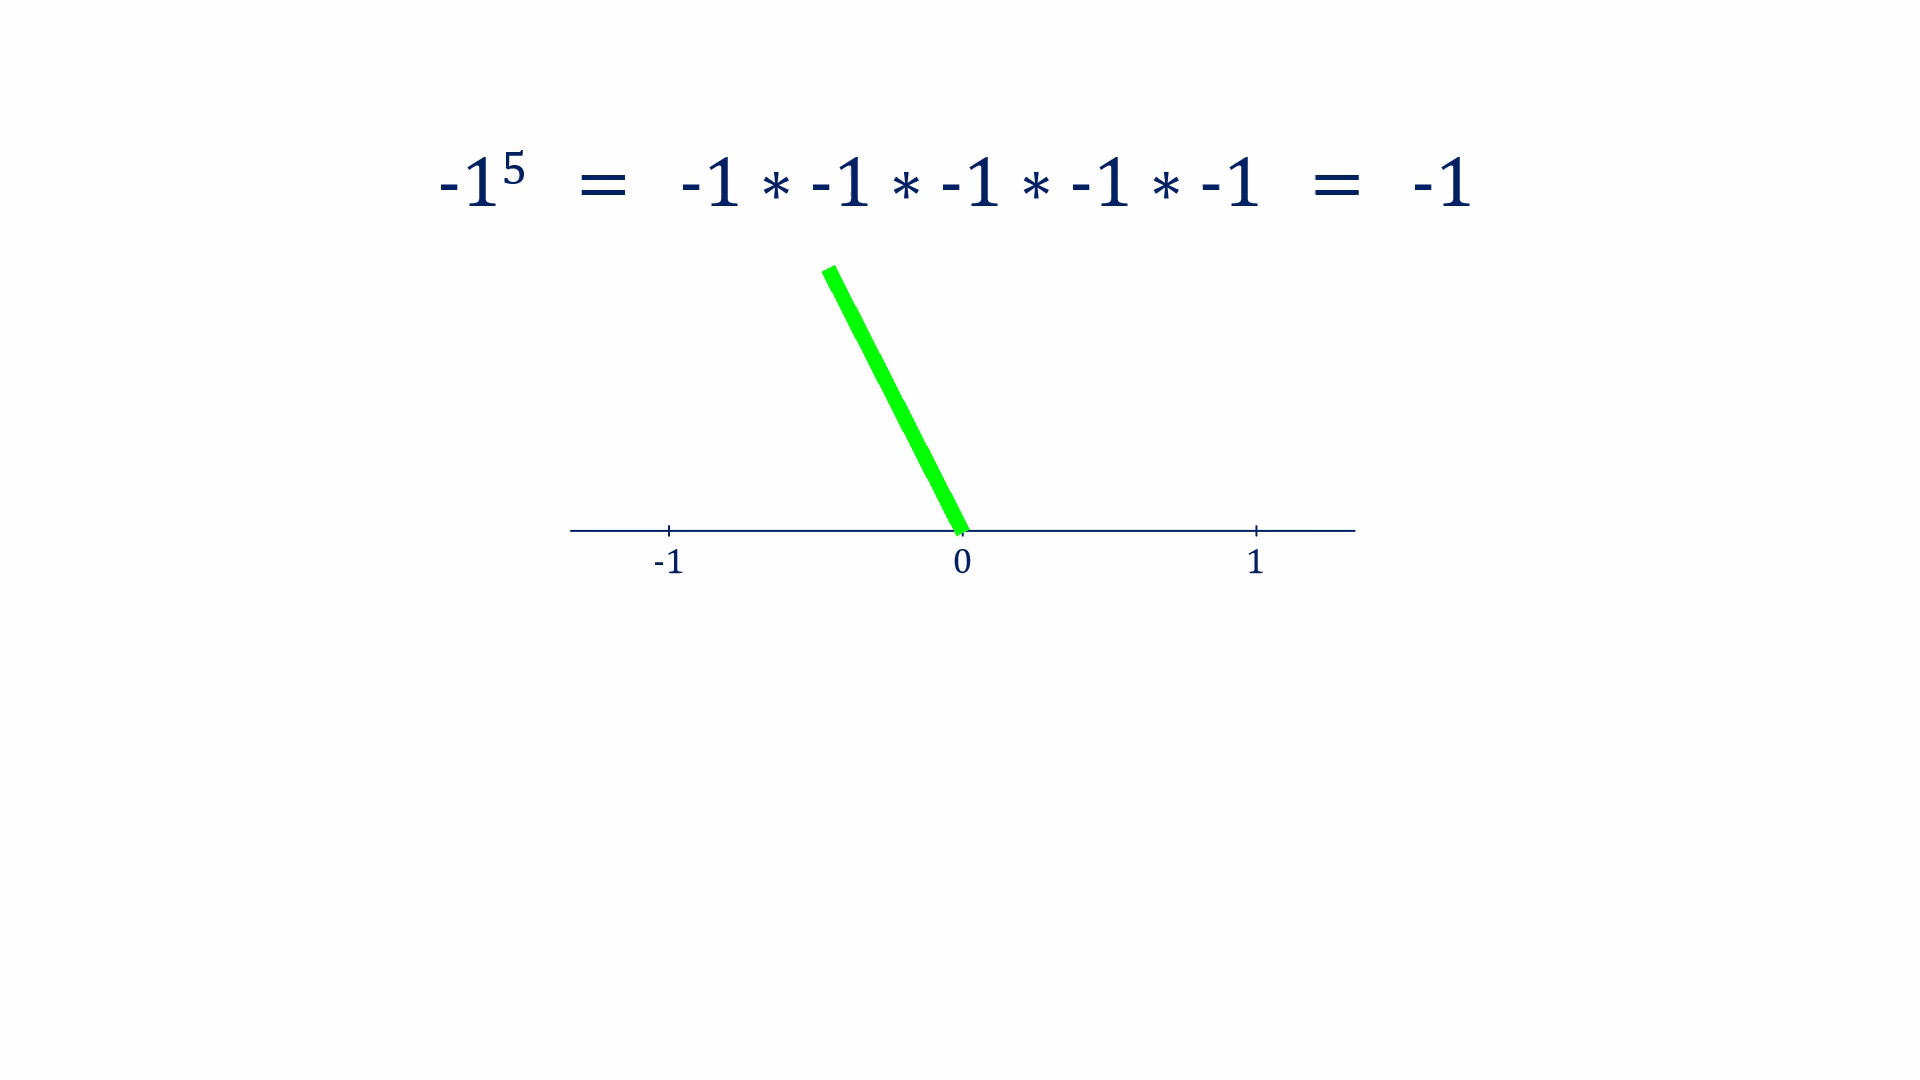 -1⁵ = -1 * -1 * -1 * -1 * -1 = -1
-1 0 1